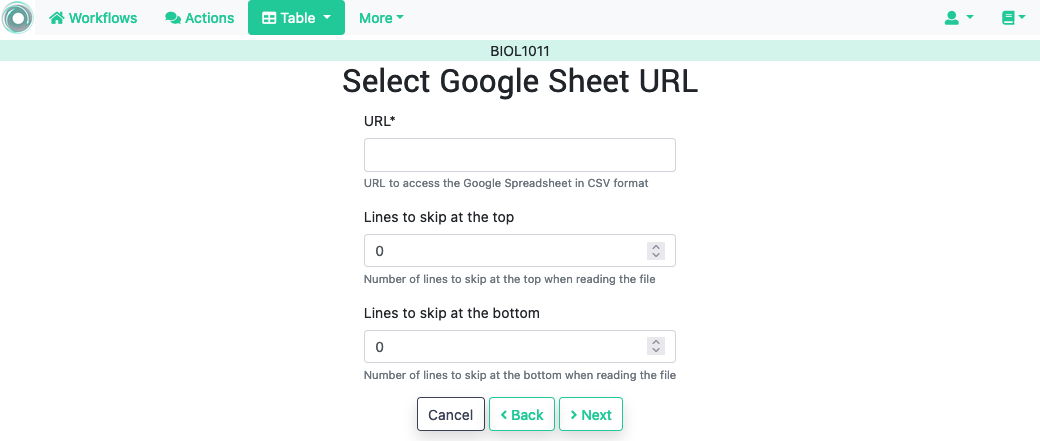 Workflows Actions Table More
BIOL1011
Select Google Sheet URL
URL*
URL to access the Google Spreadsheet in CSV format
Lines to skip at the top
0
Number of lines to skip at the top when reading the file
Lines to skip at the bottom
0
Number of lines to skip at the bottom when reading the file
Cancel Back Next